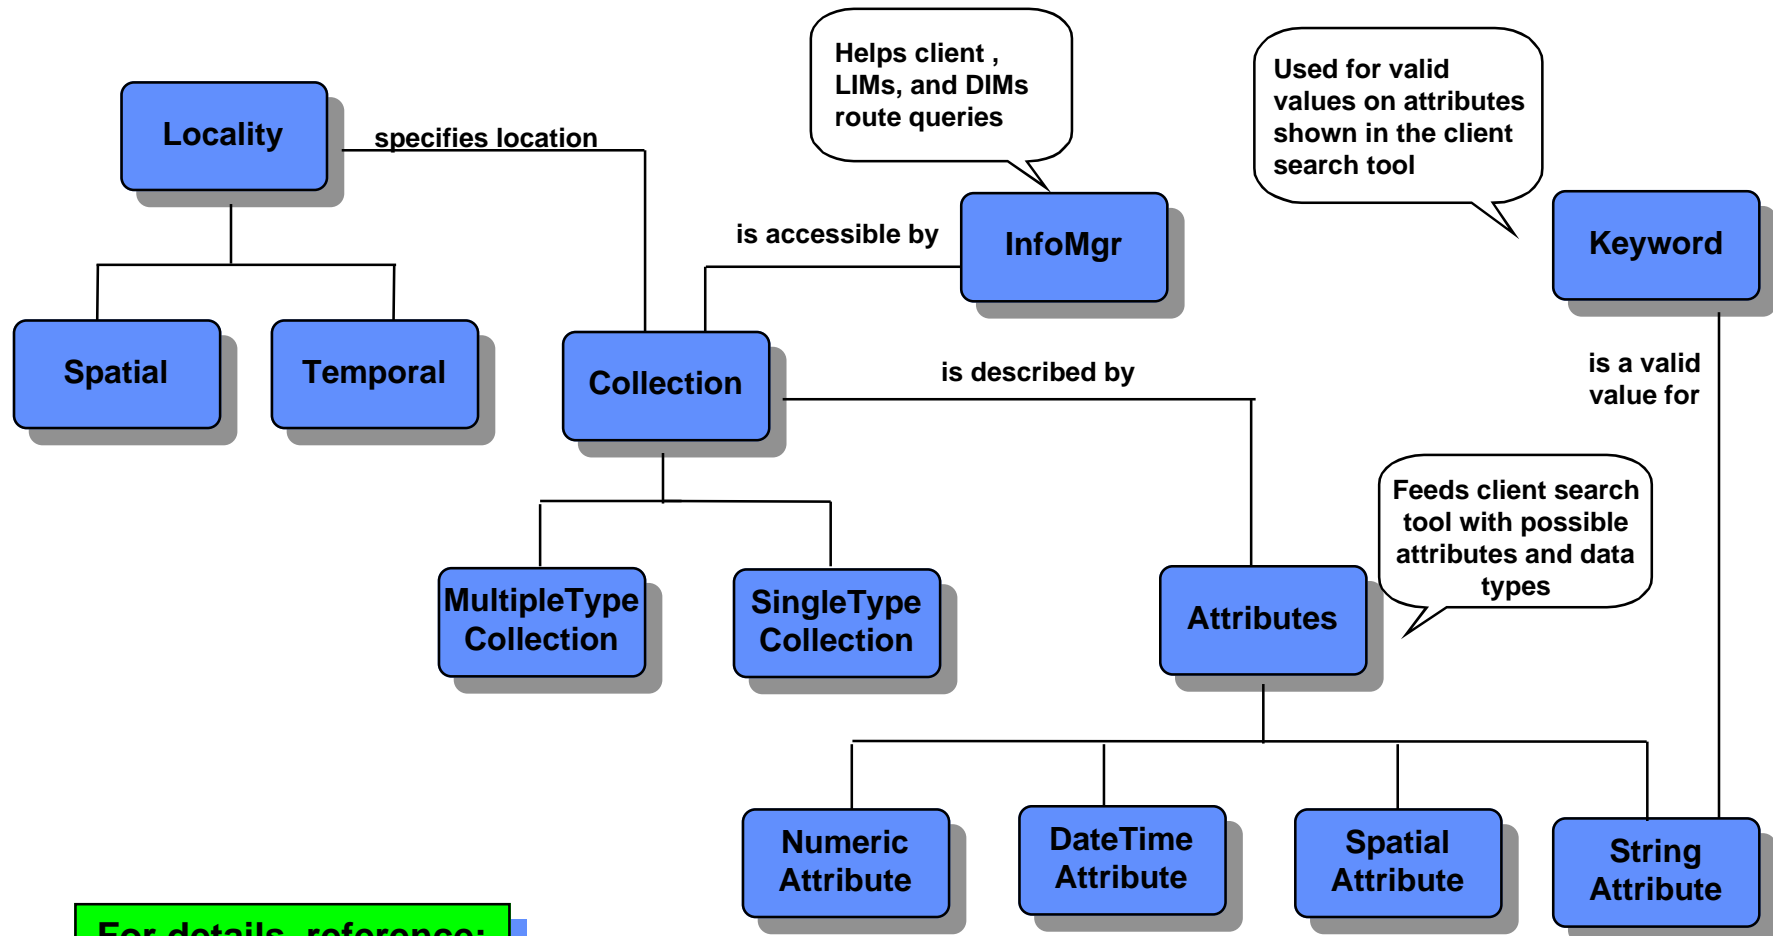 Helps client ,
LIMs, and DIMs
route queries
Used for valid
values on attributes
shown in the client
search tool
Locality
specifies location
is accessible by
InfoMgr
Keyword
Spatial
Temporal
Collection
is described by
is a valid
value for
Feeds client search
tool with possible
attributes and data
types
MultipleType
Collection
SingleType
Collection
Attributes
Numeric
Attribute
DateTime
Attribute
Spatial
Attribute
String
Attribute
For details, reference: